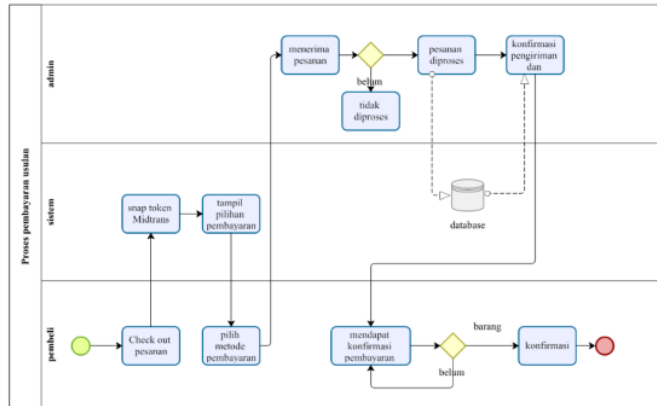 Proses pembayaran usulan
admin
menerima
pesanan
belum
tidak
diproses
pesanan
diproses
konfirmasi
pengiriman
dan
sistem
snap token
Midtrans
tampil
pilihan
pembayaran
database
pembeli
Check out
pesanan
pilih
metode
pembayaran
mendapat
konfirmasi
pembayaran
belum
barang
konfirmasi